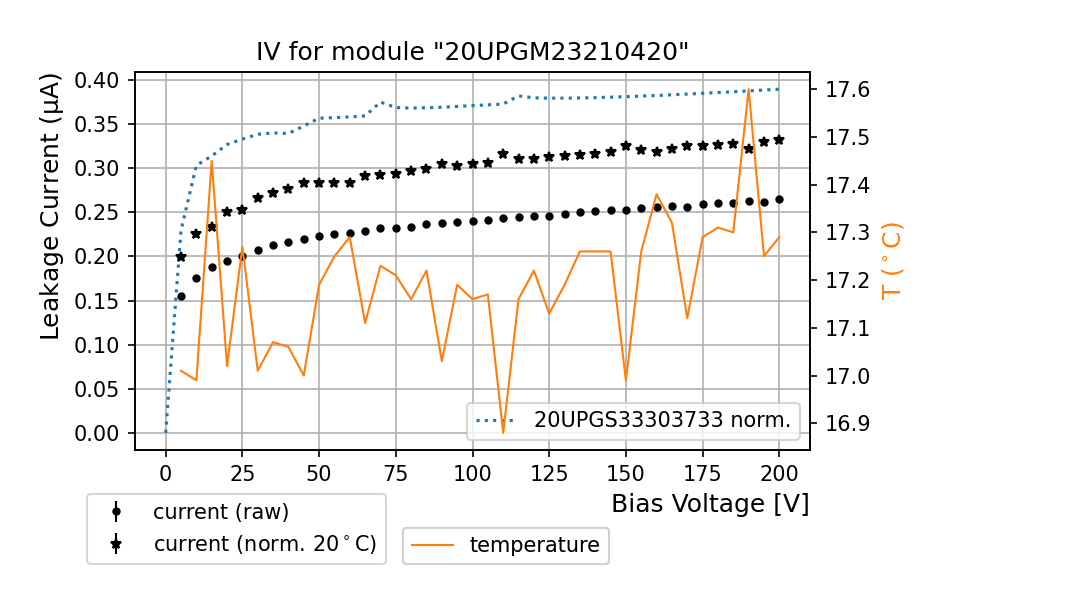 IV for module "20UPGM23210420"
Leakage Current (μA)
0.40
0.35
0.30
0.25
0.20
0.15
0.10
0.05
0.00
17.6
17.5
17.4
17.3
17.2
17.1
17.0
16.9
T (°C)
20UPGS33303733 norm.
0 25 50 75 100 125 150 175 200
Bias Voltage [V]
current (raw)
current (norm. 20°C)
temperature